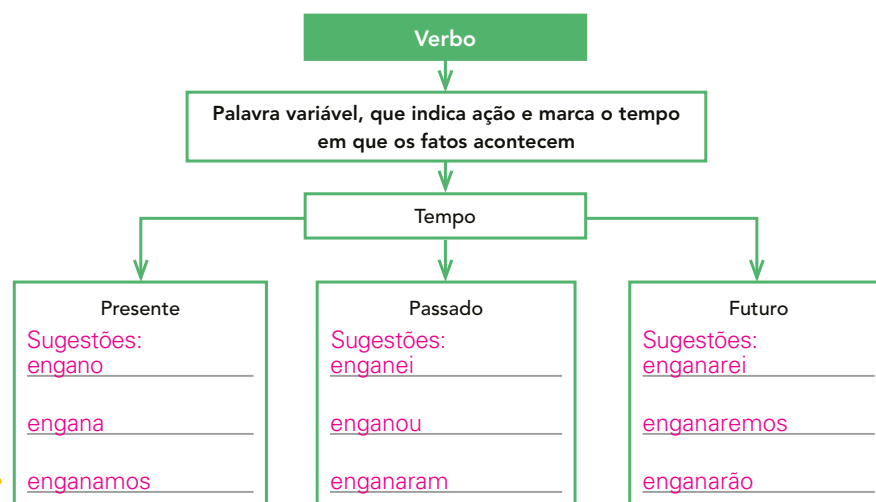 Verbo
Palavra variável, que indica ação e marca o tempo
em que os fatos acontecem
Tempo
Presente
Sugestões:
engano
engana
enganamos
Passado
Sugestões:
enganei
enganou
enganaram
Futuro
Sugestões:
enganarei
enganaremos
enganarão